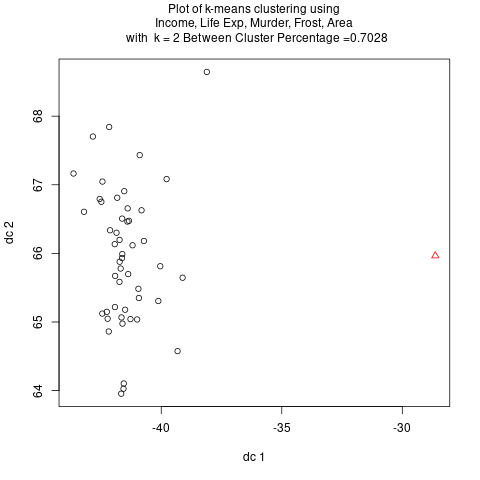 Plot of k-means clustering using
Income, Life Exp, Murder, Frost, Area
with k = 2 Between Cluster Percentage =0.7028
68
67
66
65
64
dc 2
-40
-35
-30
dc 1